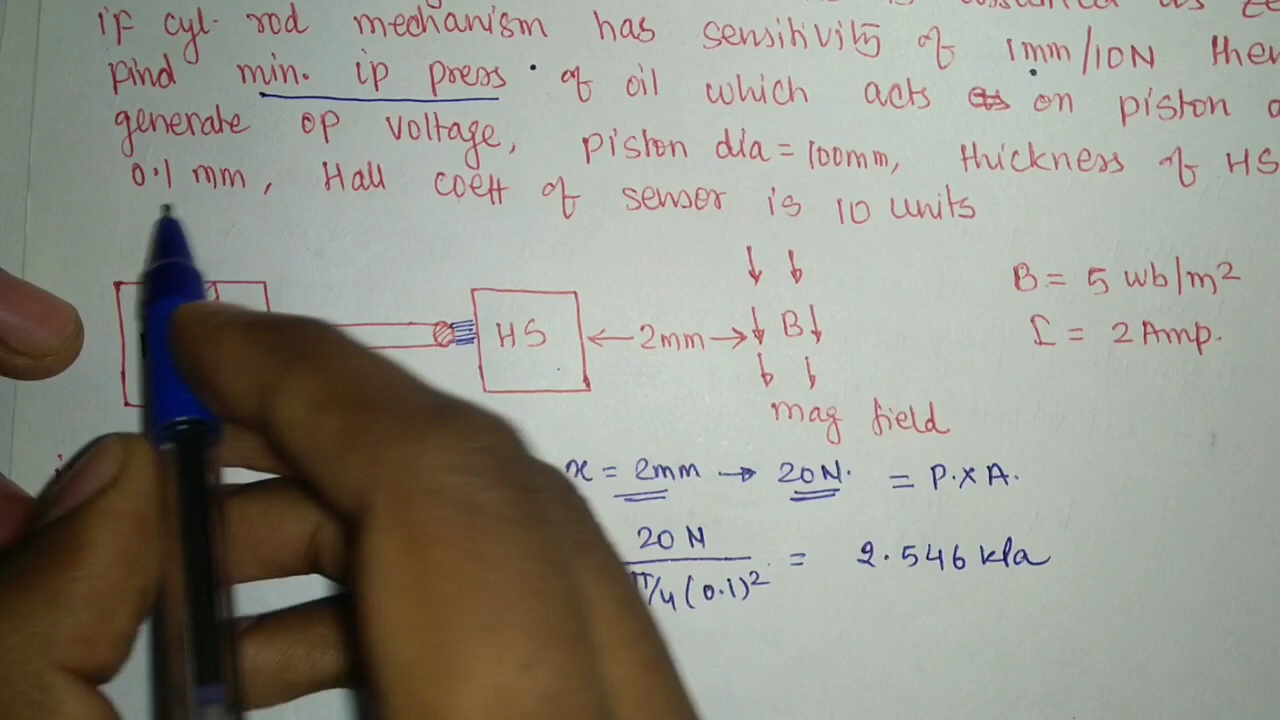 if cyl. rod mechanism has sensitivity of 1mm/10N then
find min. ip press. of oil which acts on piston
generate op voltage, piston dia = 100mm, thickness of HS
0.1 mm, Hall coeff of sensor is 10 units
B = 5 wb/m²
I = 2 Amp.
HS ←2mm→ B
mag field
x = 2mm → 20N. = P.×A.
20 N
π/4 (0.1)² = 2.546 kPa